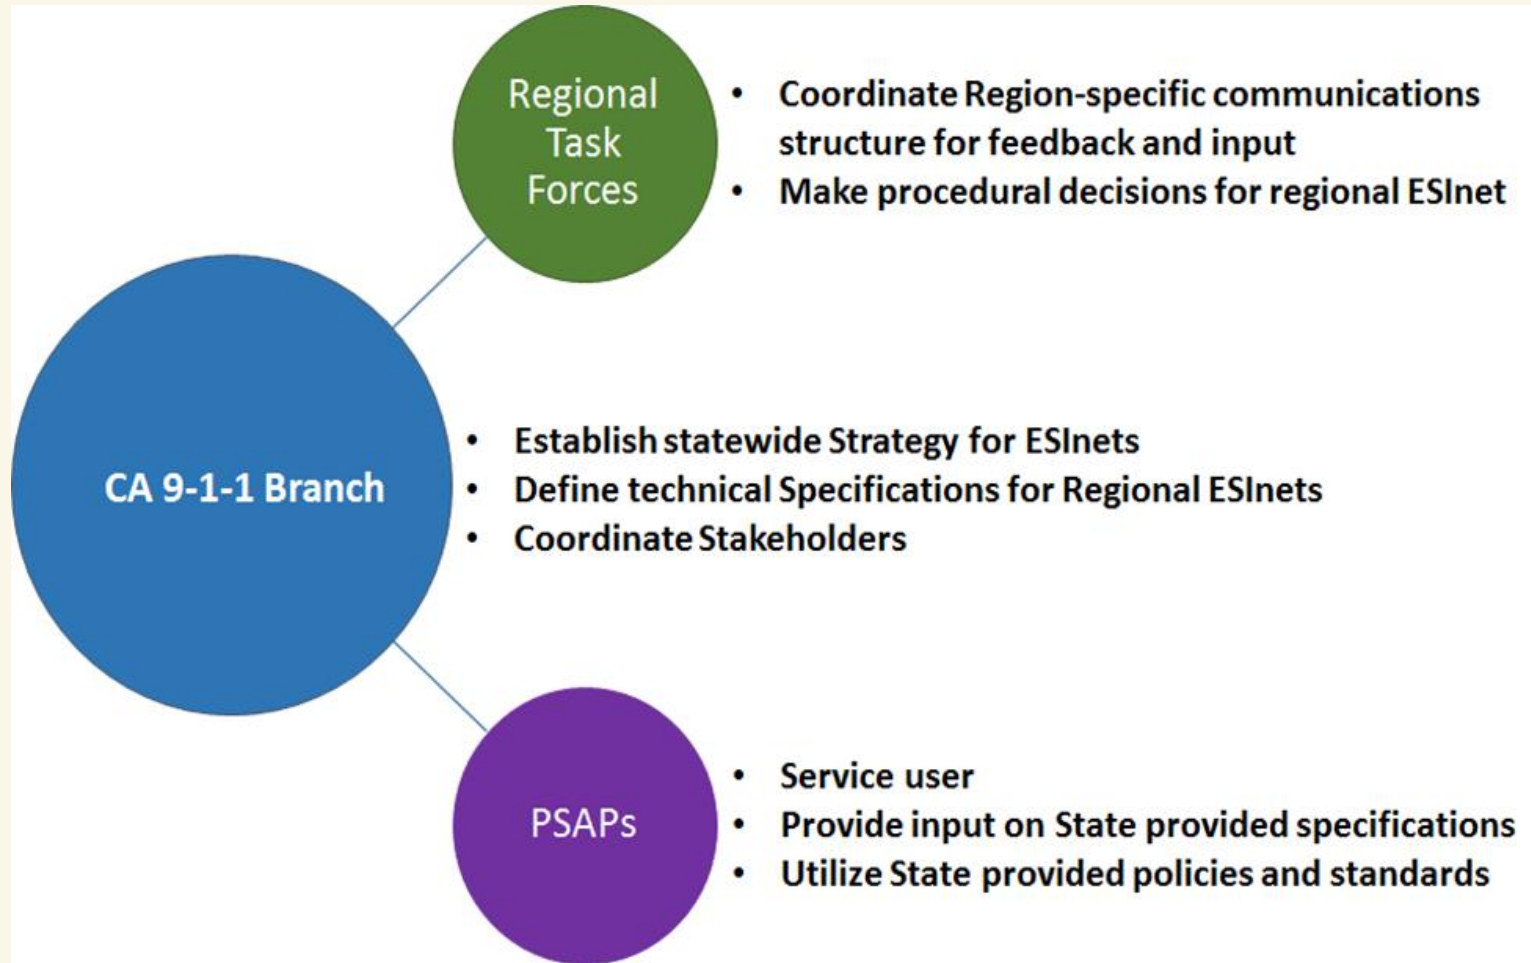 Regional
Task
Forces
• Coordinate Region-specific communications
structure for feedback and input
• Make procedural decisions for regional ESInet
CA 9-1-1 Branch
• Establish statewide Strategy for ESInets
• Define technical Specifications for Regional ESInets
• Coordinate Stakeholders
PSAPs
• Service user
• Provide input on State provided specifications
• Utilize State provided policies and standards